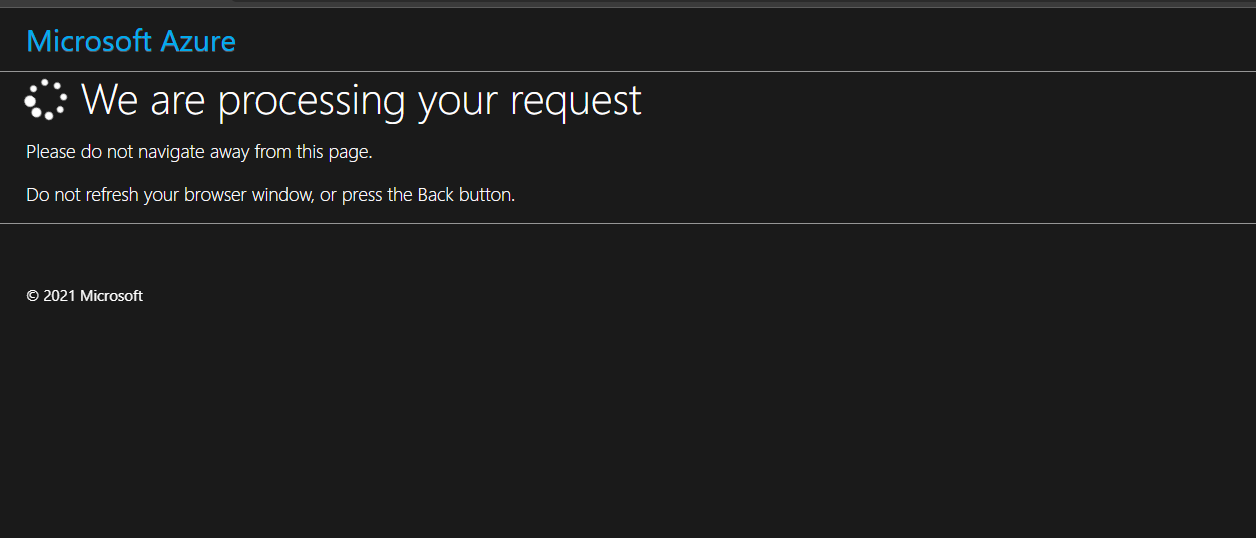 Microsoft Azure
We are processing your request
Please do not navigate away from this page.
Do not refresh your browser window, or press the Back button.
© 2021 Microsoft